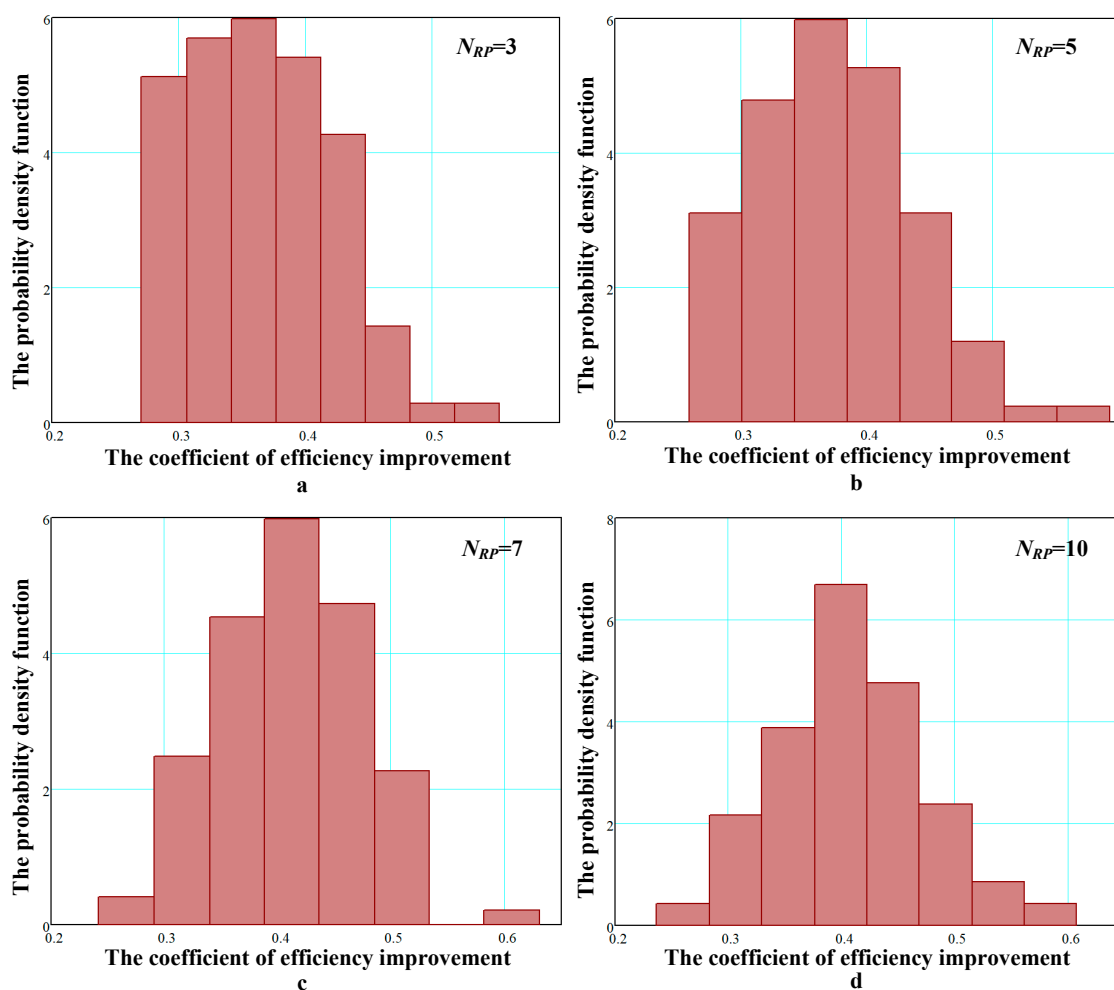 6
N_RP=3
4
The probability density function
2
0
0.2
0.3
0.4
0.5
The coefficient of efficiency improvement
a
6
N_RP=5
4
The probability density function
2
0
0.2
0.3
0.4
0.5
The coefficient of efficiency improvement
b
6
N_RP=7
4
The probability density function
2
0
0.2
0.3
0.4
0.5
0.6
The coefficient of efficiency improvement
c
8
N_RP=10
6
The probability density function
4
2
0
0.2
0.3
0.4
0.5
0.6
The coefficient of efficiency improvement
d